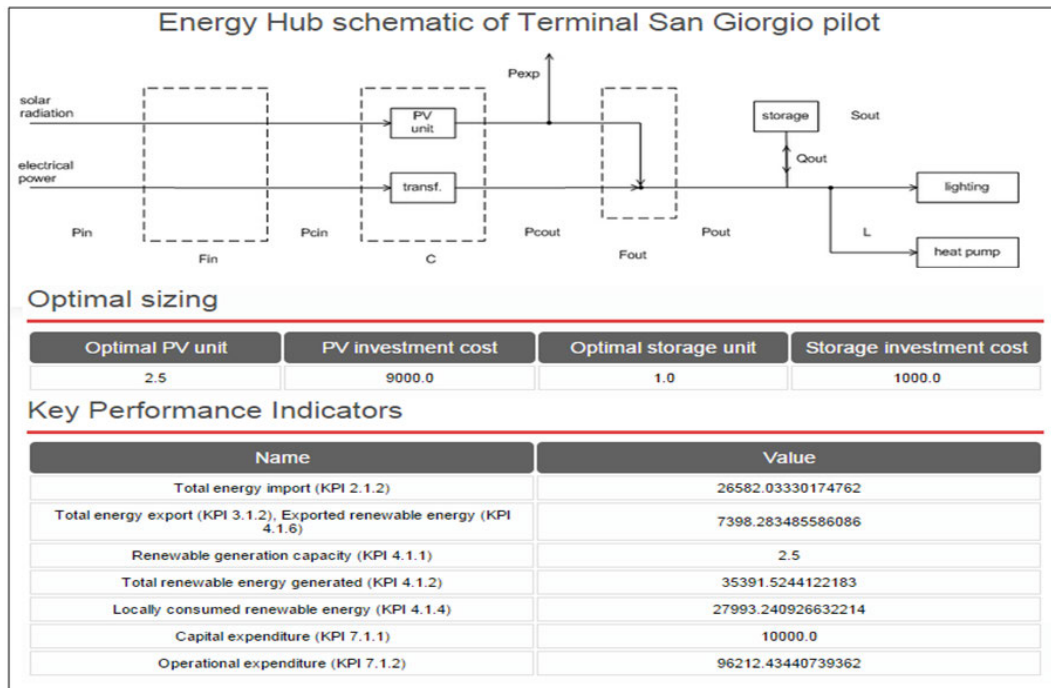 Energy Hub schematic of Terminal San Giorgio pilot
Pexp
solar
radiation
PV
unit
storage
Sout
electrical
power
Qout
transf.
lighting
Pin
Pcin
Pcout
Pout
L
Fin
C
Fout
heat pump
Optimal sizing
Optimal PV unit PV investment cost Optimal storage unit Storage investment cost
2.5 9000.0 1.0 1000.0
Key Performance Indicators
Name Value
Total energy import (KPI 2.1.2) 26582.03330174762
Total energy export (KPI 3.1.2), Exported renewable energy (KPI
4.1.6) 7398.283485586086
Renewable generation capacity (KPI 4.1.1) 2.5
Total renewable energy generated (KPI 4.1.2) 35391.5244122183
Locally consumed renewable energy (KPI 4.1.4) 27993.240926632214
Capital expenditure (KPI 7.1.1) 10000.0
Operational expenditure (KPI 7.1.2) 96212.43440739362